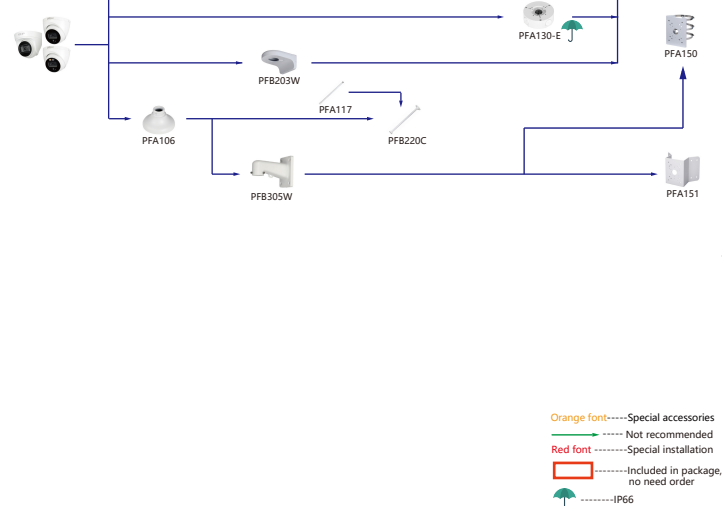 PFA130-E
PFA150
PFB203W
PFA117
PFA106
PFB220C
PFB305W
PFA151
Orange font-----Special accessories
----- Not recommended
Red font --------Special installation
--------Included in package,
no need order
--------IP66